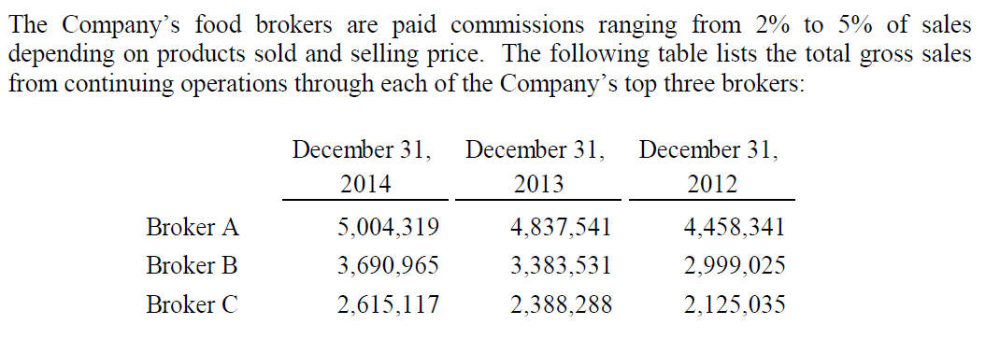 The Company’s food brokers are paid commissions ranging from 2% to 5% of sales
depending on products sold and selling price.  The following table lists the total gross sales
from continuing operations through each of the Company’s top three brokers:
December 31, December 31, December 31,
2014 2013 2012
Broker A 5,004,319 4,837,541 4,458,341
Broker B 3,690,965 3,383,531 2,999,025
Broker C 2,615,117 2,388,288 2,125,035